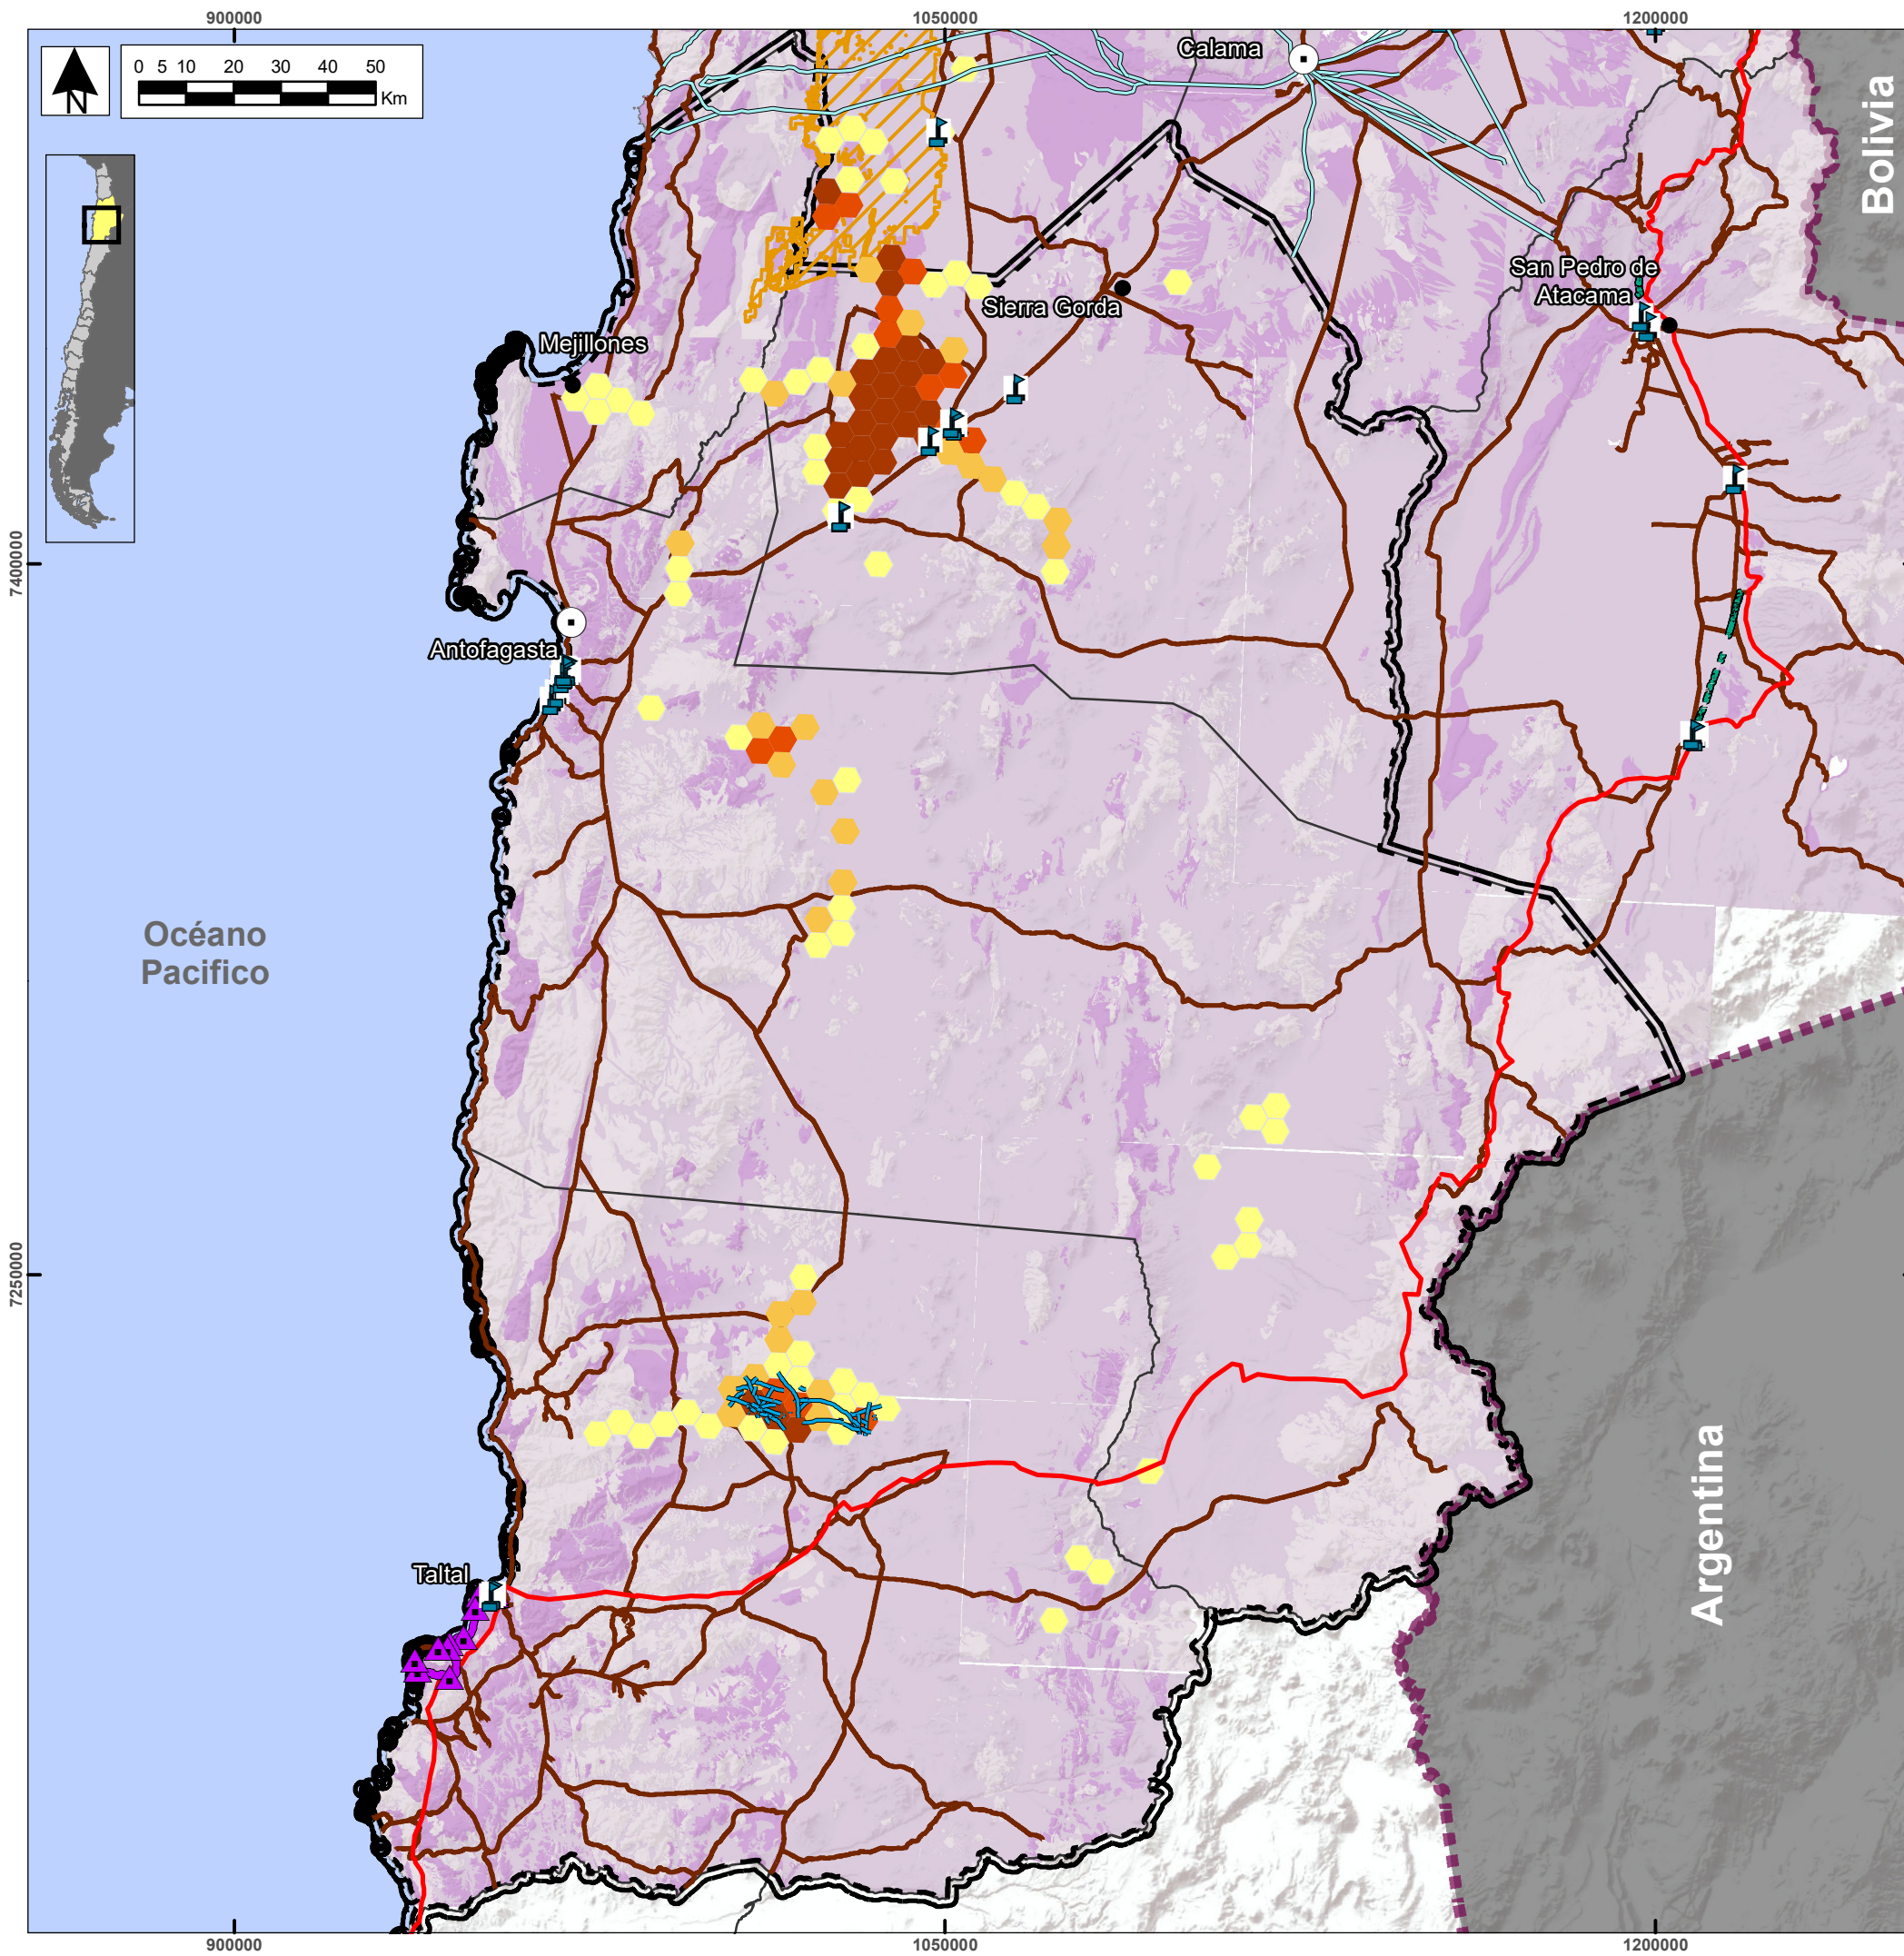 900000
1050000
1200000
0 5 10 20 30 40 50
Km
N
Calama
Bolivia
San Pedro de
Atacama
Sierra Gorda
Mejillones
7400000
Antofagasta
Océano
Pacifico
7250000
Argentina
Taltal
900000
1050000
1200000